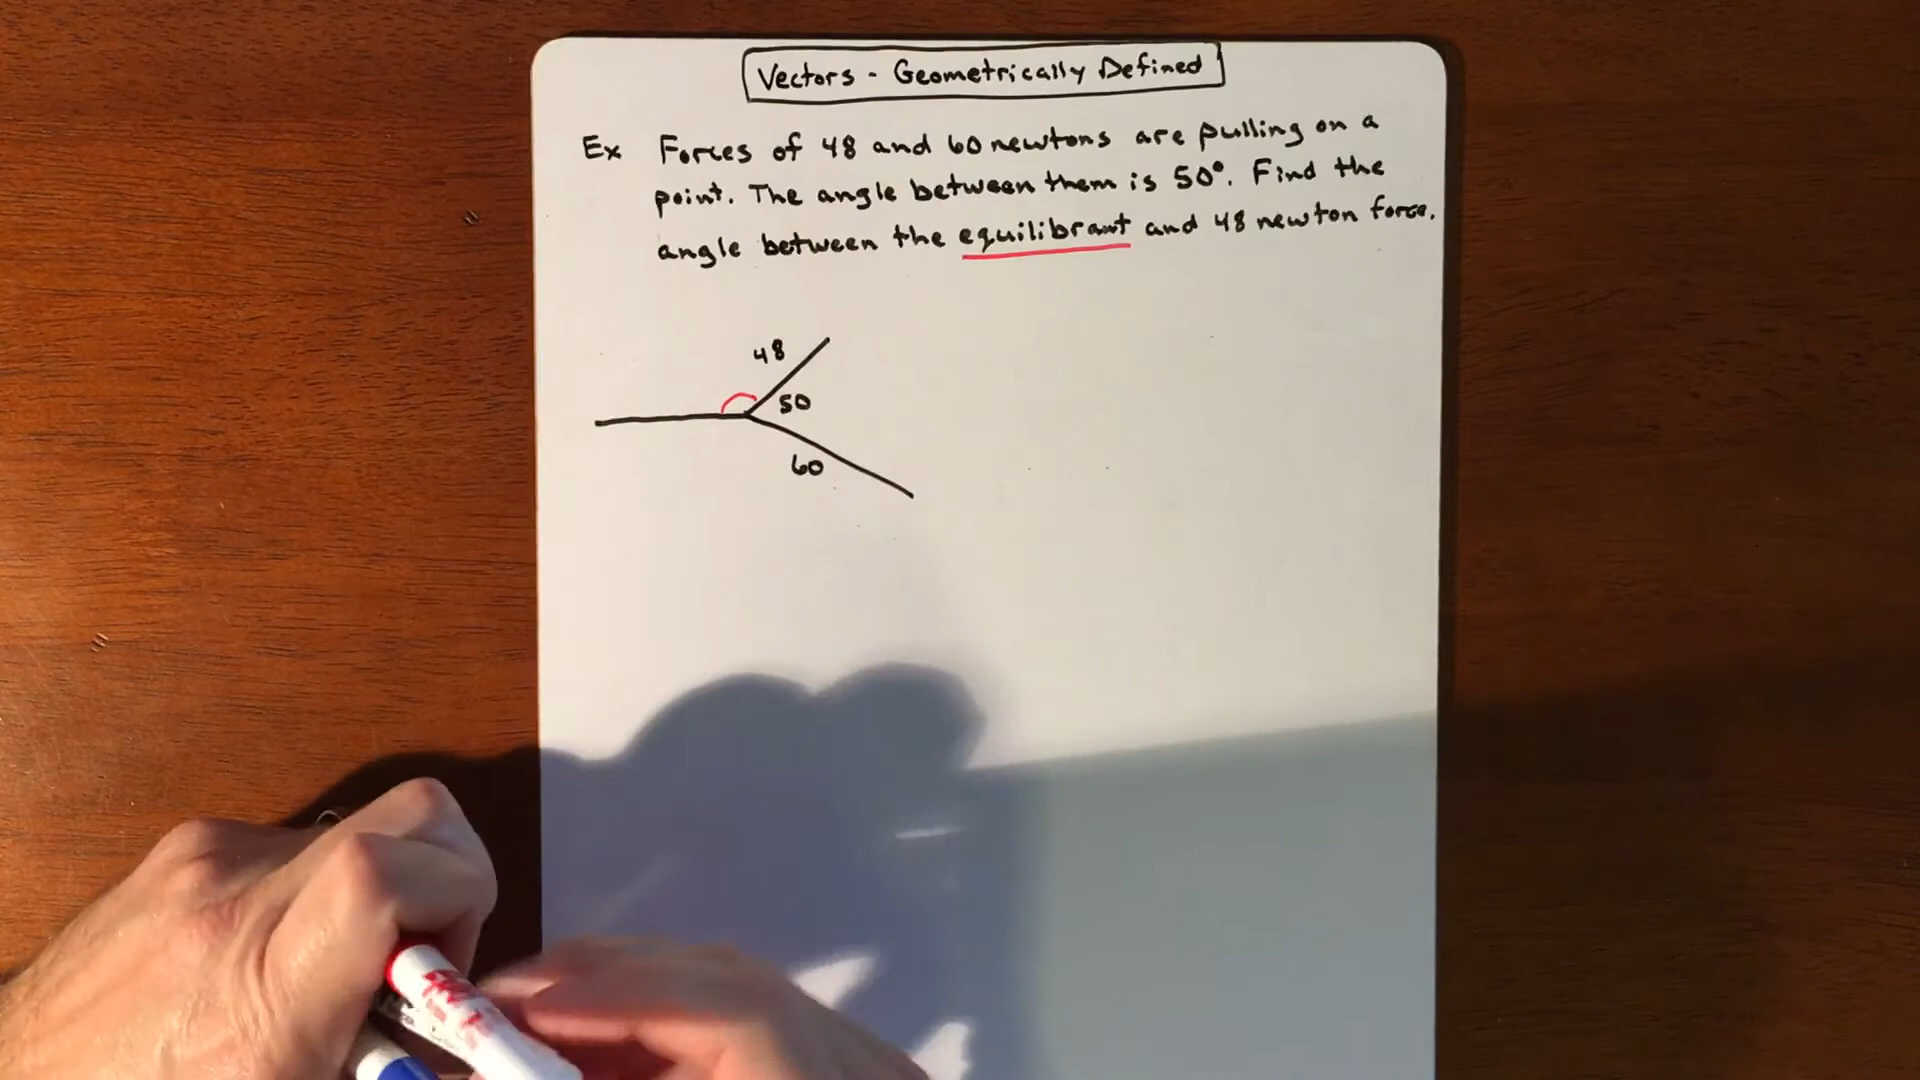 Vectors - Geometrically Defined
Ex Forces of 48 and 60 newtons are pulling on a
point. The angle between them is 50°. Find the
angle between the equilibrant and 48 newton force.
48
50
60